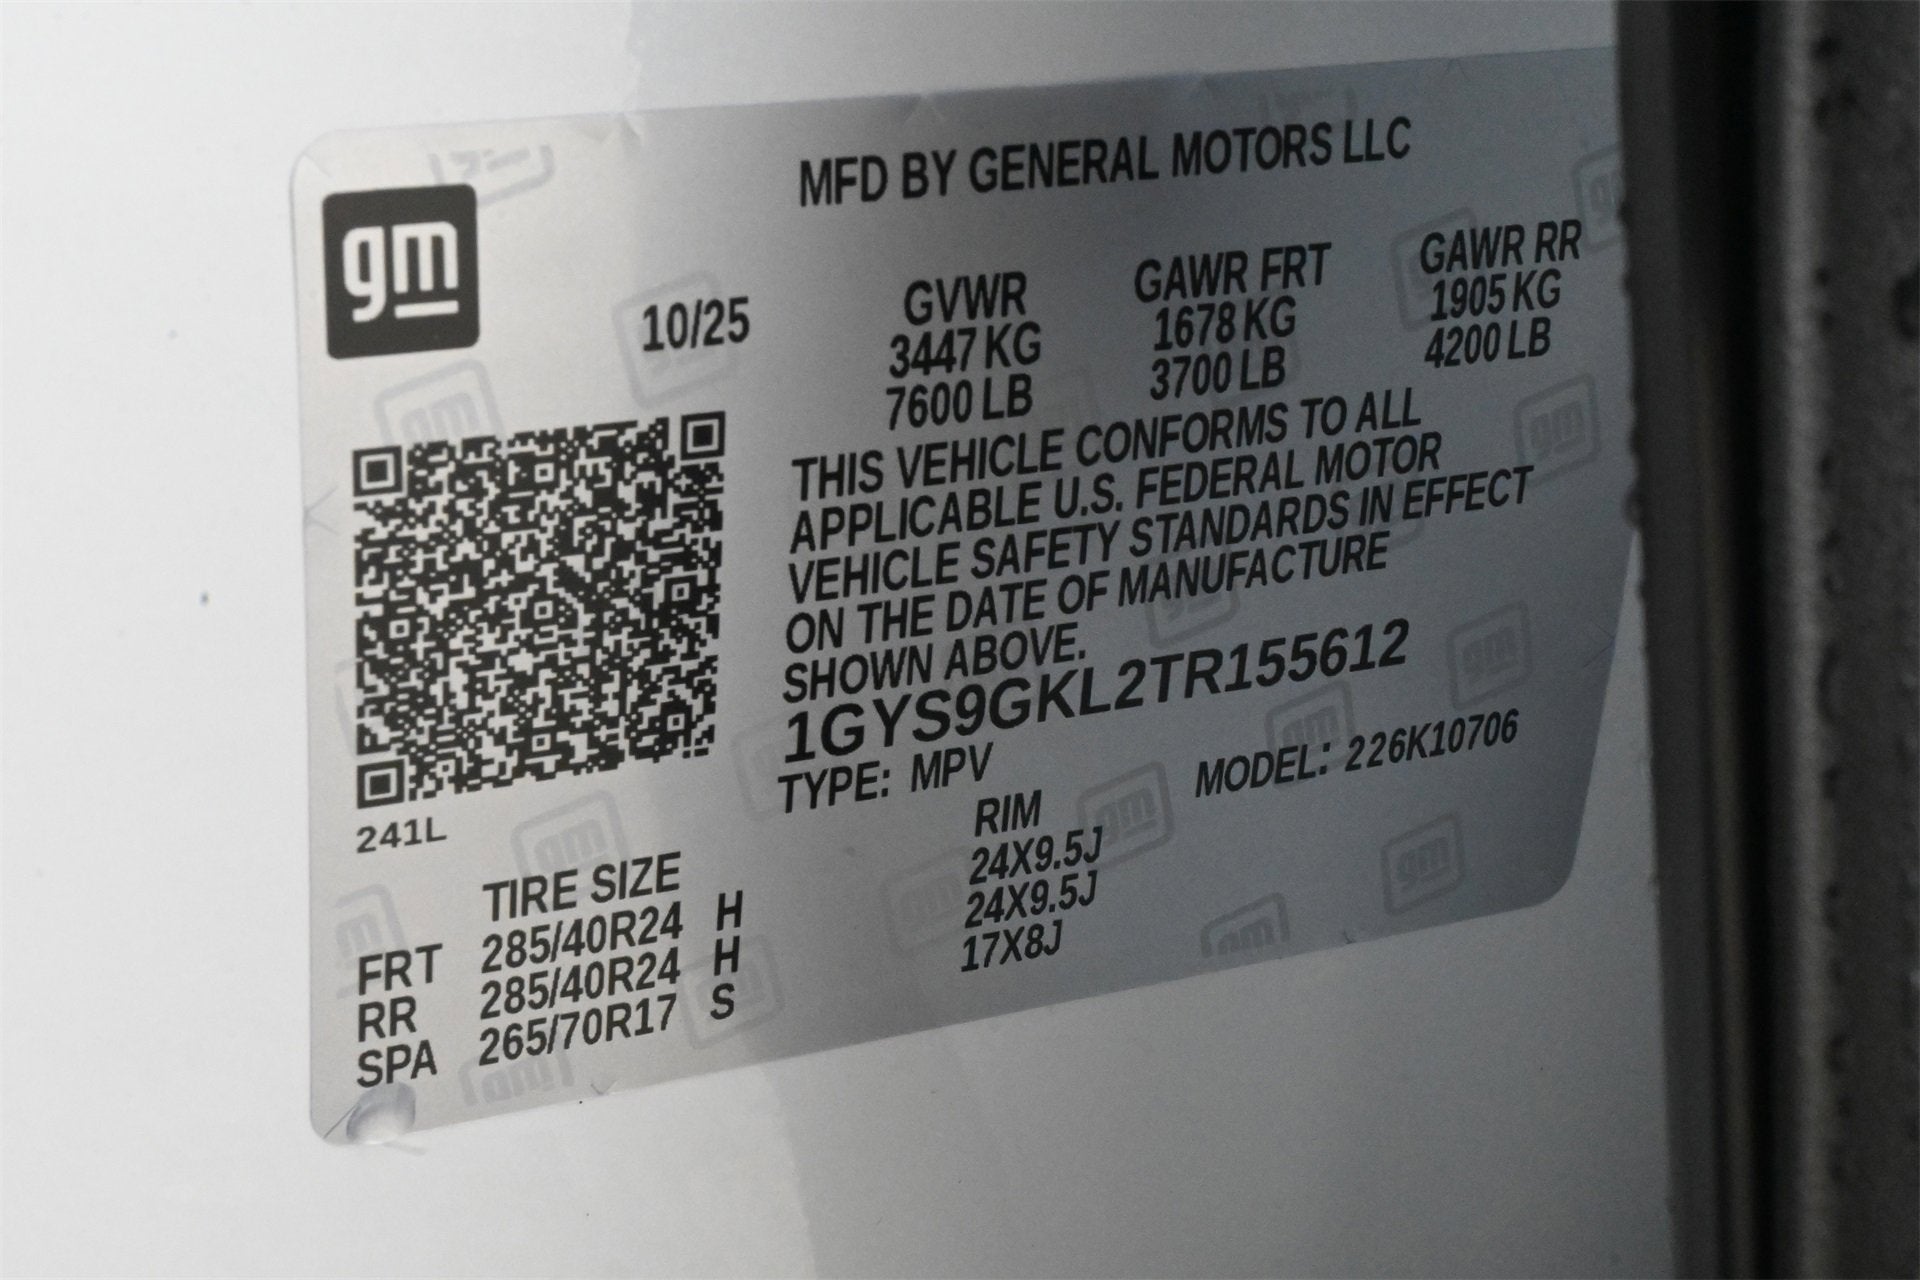 gm
MFD BY GENERAL MOTORS LLC
10/25
GVWR GAWR FRT GAWR RR
3447 KG 1678 KG 1905 KG
7600 LB 3700 LB 4200 LB
THIS VEHICLE CONFORMS TO ALL
APPLICABLE U.S. FEDERAL MOTOR
VEHICLE SAFETY STANDARDS IN EFFECT
ON THE DATE OF MANUFACTURE
SHOWN ABOVE.
1GYS9GKL2TR155612
TYPE: MPV MODEL: 226K10706
241L
TIRE SIZE RIM
FRT 285/40R24 H 24X9.5J
RR 285/40R24 H 24X9.5J
SPA 265/70R17 S 17X8J